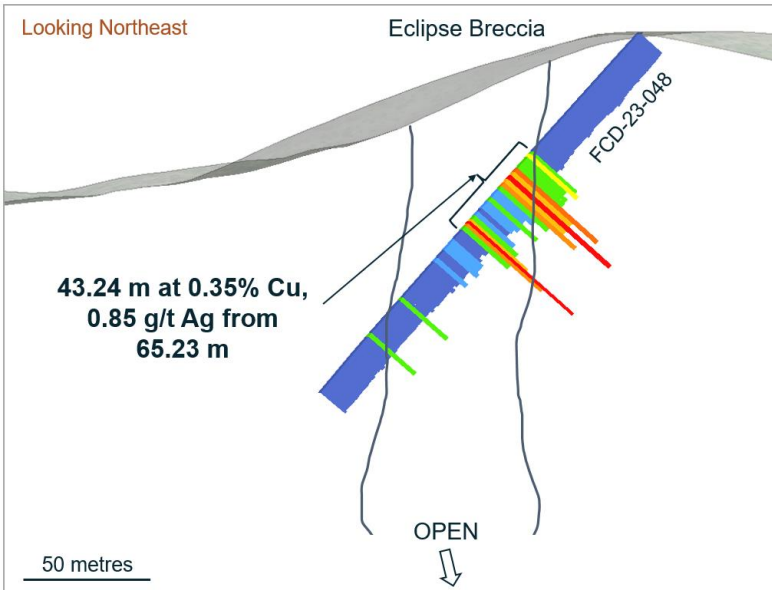 Looking Northeast
Eclipse Breccia
FCD-23-048
43.24 m at 0.35% Cu,
0.85 g/t Ag from
65.23 m
OPEN
50 metres